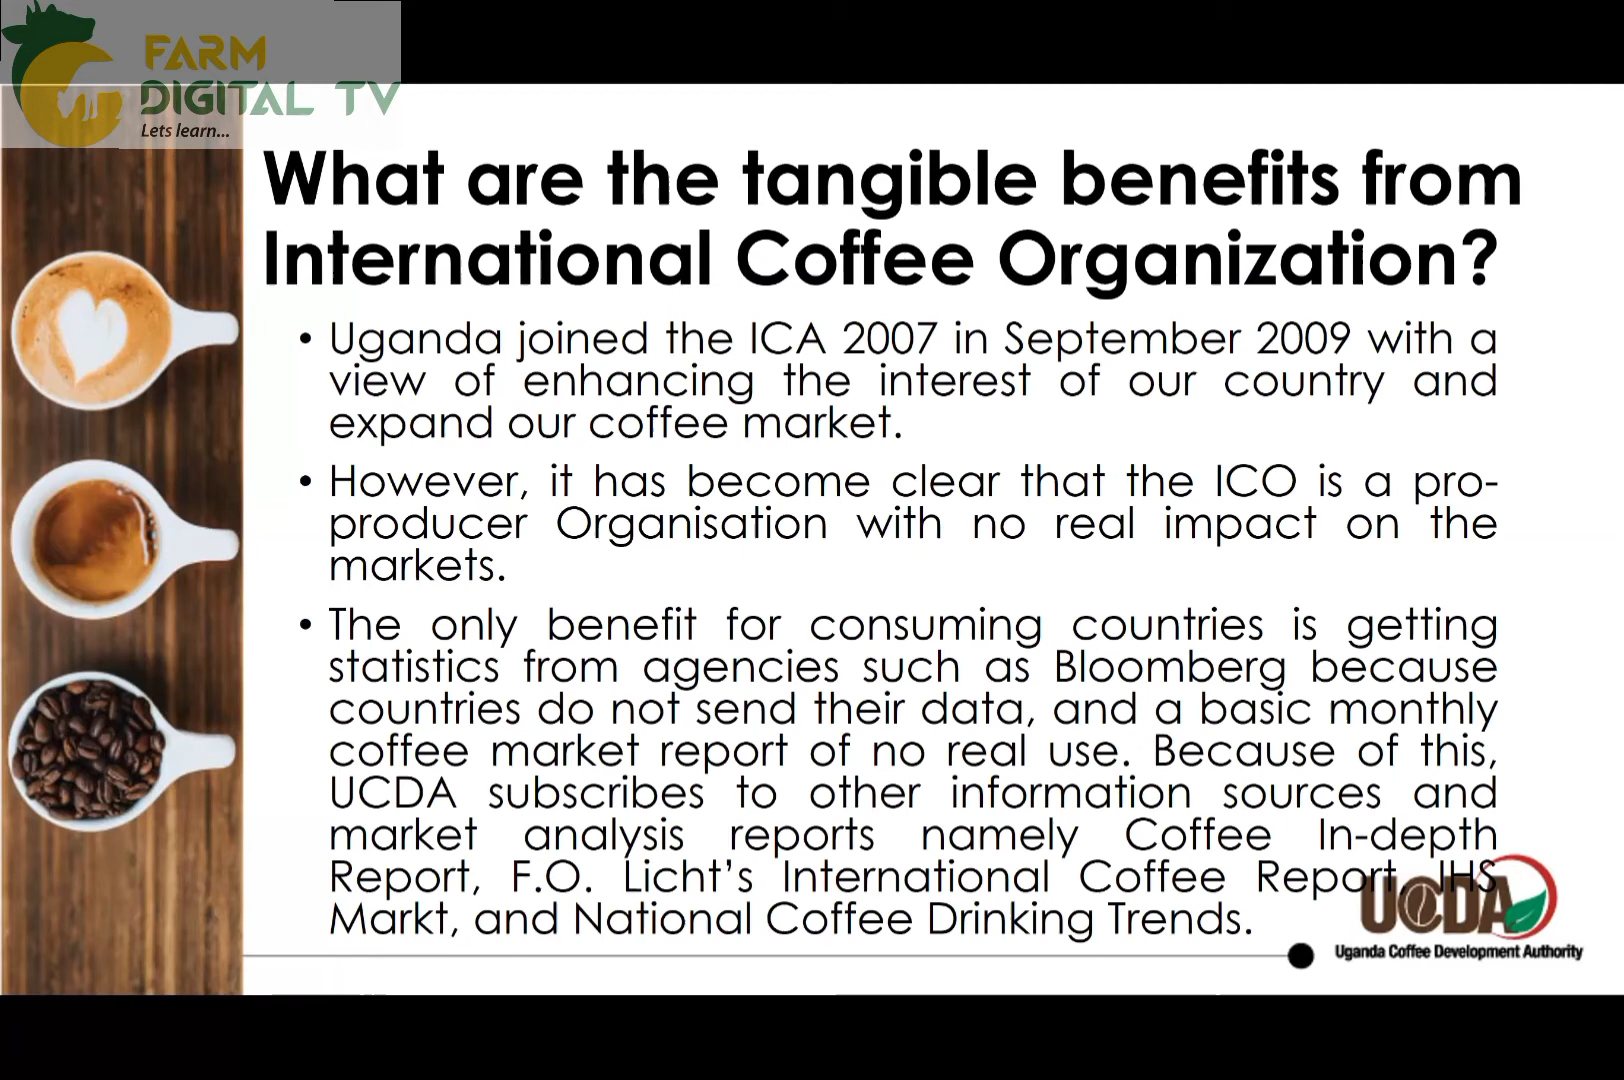 FARM
DIGITAL TV
Lets learn...
What are the tangible benefits from
International Coffee Organization?
• Uganda joined the ICA 2007 in September 2009 with a
view of enhancing the interest of our country and
expand our coffee market.
• However, it has become clear that the ICO is a pro-
producer Organisation with no real impact on the
markets.
• The only benefit for consuming countries is getting
statistics from agencies such as Bloomberg because
countries do not send their data, and a basic monthly
coffee market report of no real use. Because of this,
UCDA subscribes to other information sources and
market analysis reports namely Coffee In-depth
Report, F.O. Licht’s International Coffee Report, IHS
Markt, and National Coffee Drinking Trends.
UCDA
Uganda Coffee Development Authority